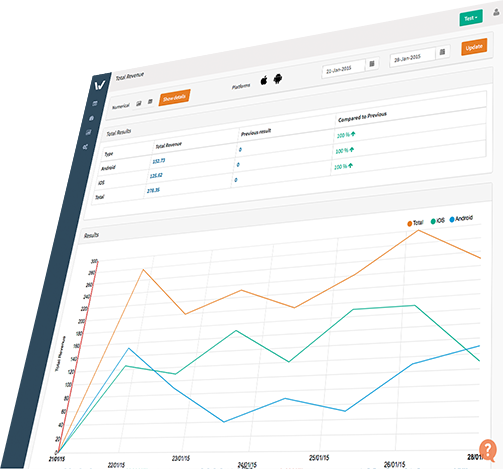 Test
Total Revenue
Numerical
Show details
Platforms
21-Jan-2015
28-Jan-2015
Update
Total Results
Type Total Revenue Previous result Compared to Previous
Android 152.73 0 100 %
iOS 125.62 0 100 %
Total 278.35 0 100 %
Results
Total iOS Android
300
280
260
240
220
200
180
160
140
120
100
80
60
40
20
0
Total Revenue
21/01/15 22/01/15 23/01/15 24/01/15 25/01/15 26/01/15 28/01/
?